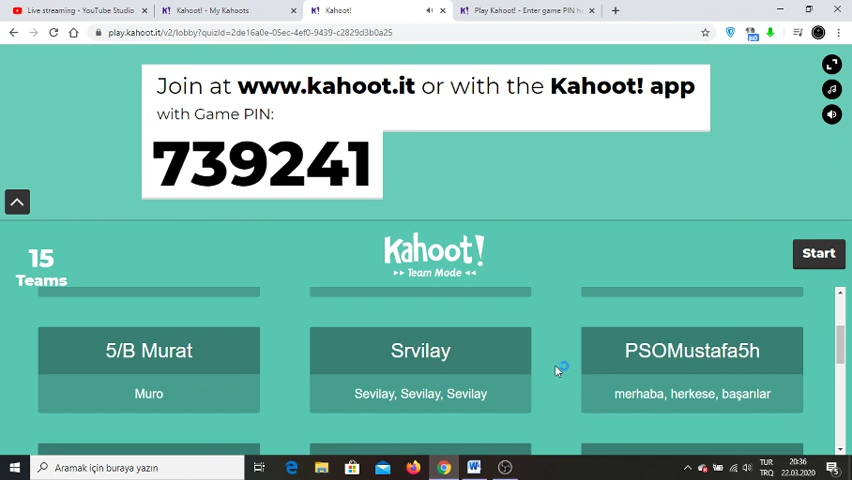 Live streaming - YouTube Studio
Kahoot! - My Kahoots
Kahoot!
Play Kahoot! - Enter game PIN h
play.kahoot.it/v2/lobby?quizId=2de16a0e-05ec-4ef0-9439-c2829d3b0a25
Join at www.kahoot.it or with the Kahoot! app
with Game PIN:
739241
15
Teams
Kahoot!
Team Mode
Start
5/B Murat
Muro
Srvilay
Sevilay, Sevilay, Sevilay
PSOMustafa5h
merhaba, herkese, başarılar
Aramak için buraya yazın
TUR
TRQ
20:36
22.03.2020